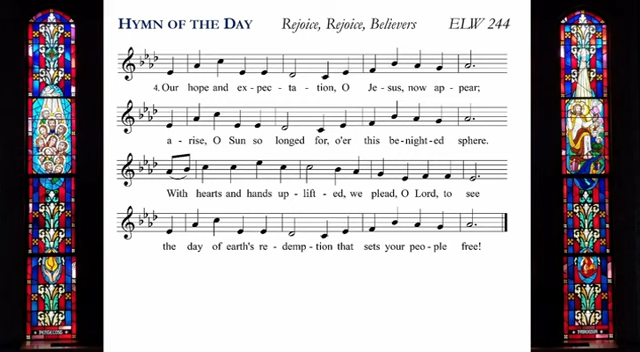 HYMN OF THE DAY Rejoice, Rejoice, Believers ELW 244
4. Our hope and ex - pec - ta - tion, O Je - sus, now ap - pear;
a - rise, O Sun so longed for, o'er this be - night - ed sphere.
With hearts and hands up - lift - ed, we plead, O Lord, to see
the day of earth's re - demp - tion that sets your peo - ple free!
PENTECOST